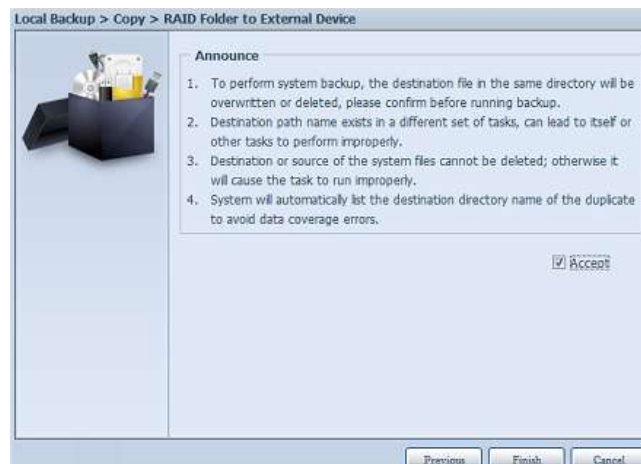 Local Backup > Copy > RAID Folder to External Device
Announce
1. To perform system backup, the destination file in the same directory will be
overwritten or deleted, please confirm before running backup.
2. Destination path name exists in a different set of tasks, can lead to itself or
other tasks to perform improperly.
3. Destination or source of the system files cannot be deleted; otherwise it
will cause the task to run improperly.
4. System will automatically list the destination directory name of the duplicate
to avoid data coverage errors.
Accept
Previous Finish Cancel